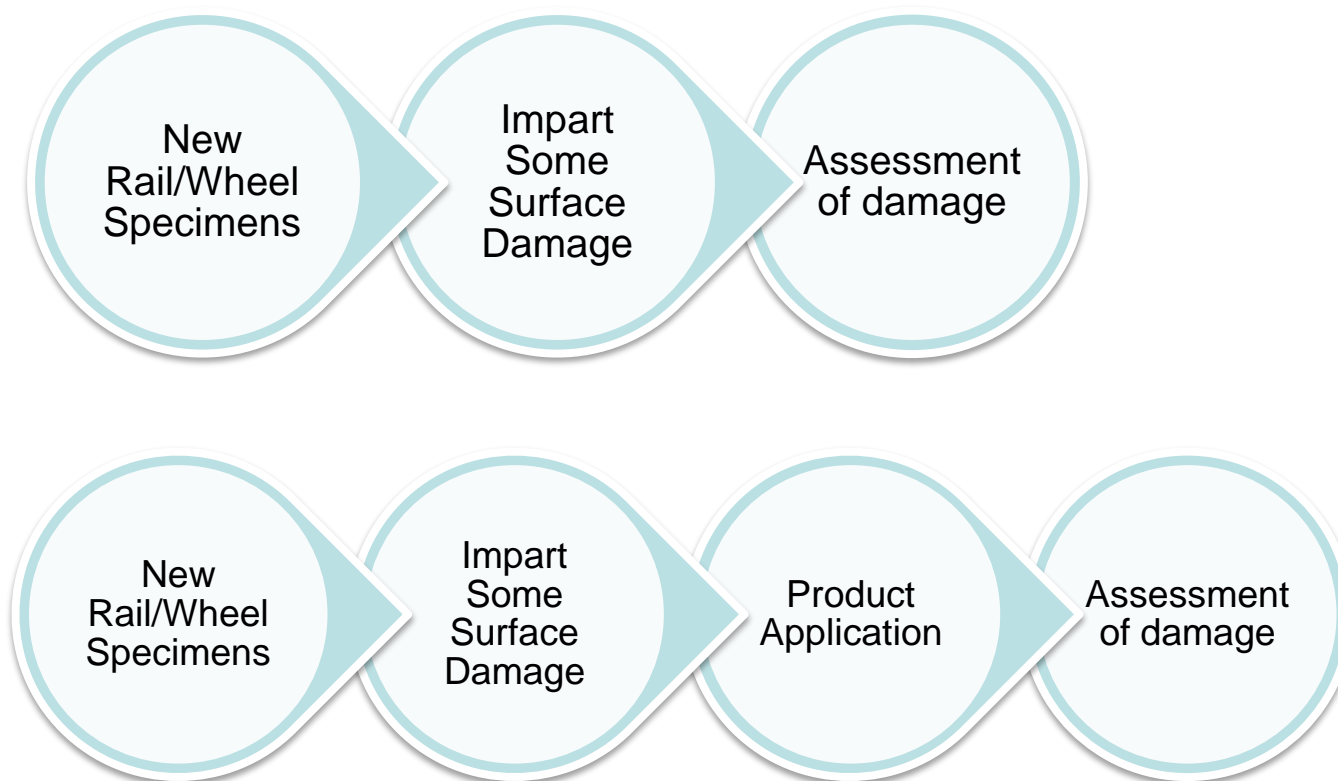 New
Rail/Wheel
Specimens
Impart
Some
Surface
Damage
Assessment
of damage
New
Rail/Wheel
Specimens
Impart
Some
Surface
Damage
Product
Application
Assessment
of damage